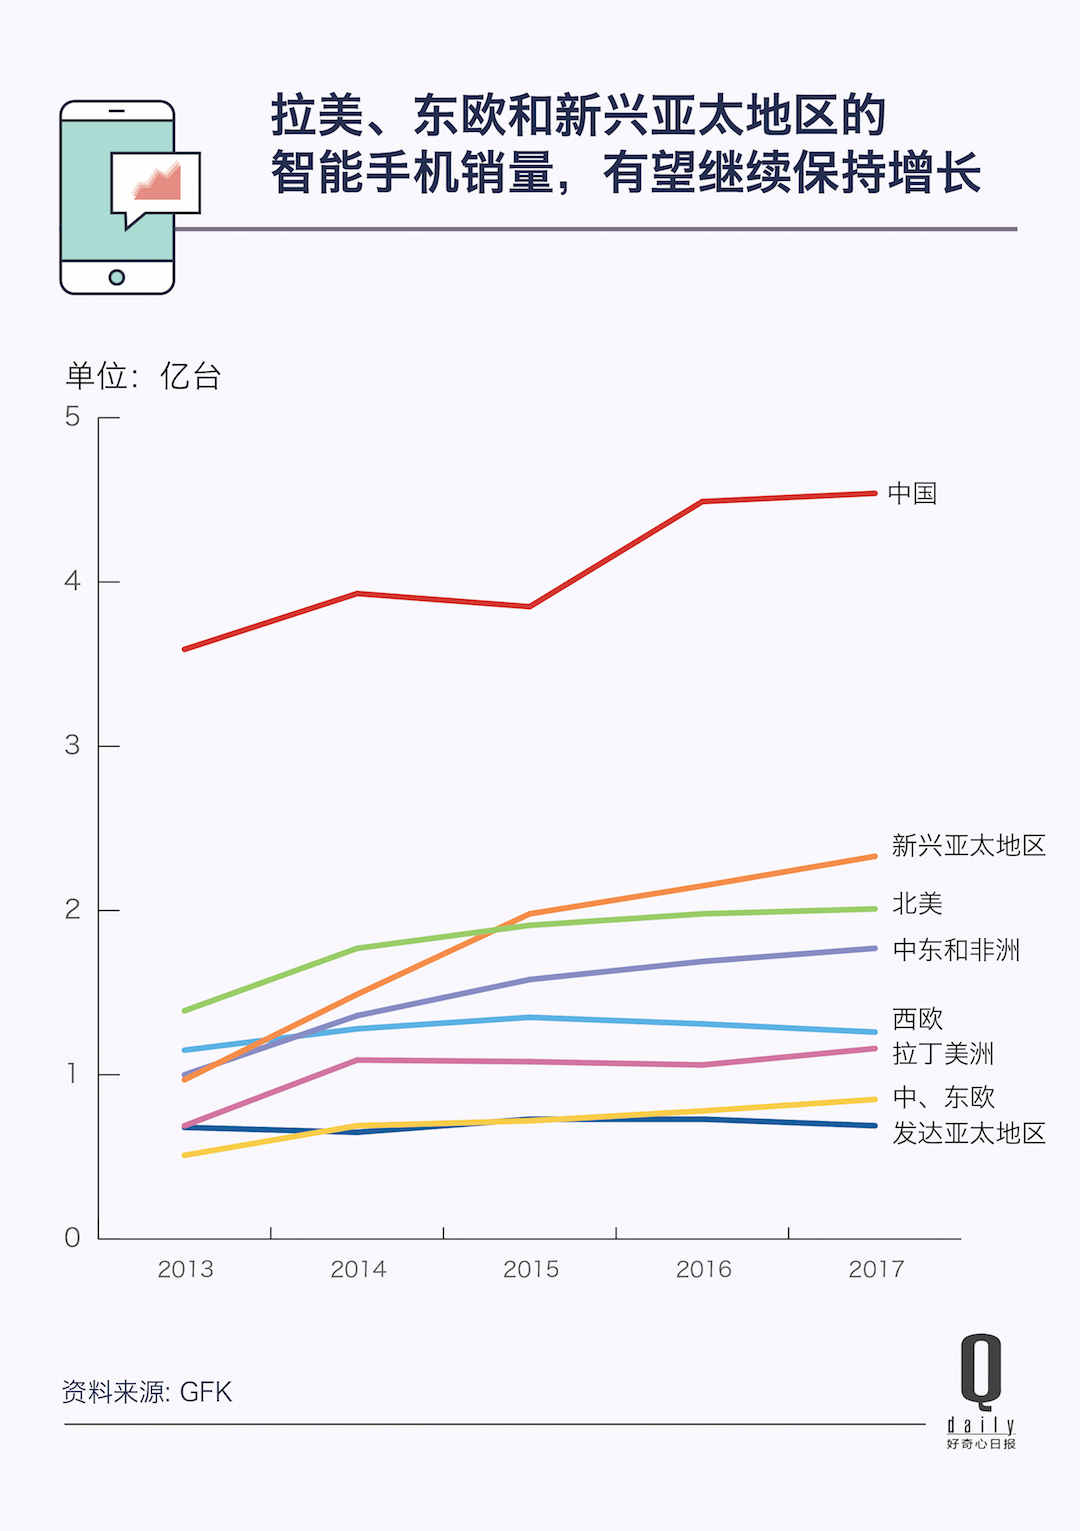 拉美、东欧和新兴亚太地区的
智能手机销量，有望继续保持增长
单位：亿台
5
4
3
2
1
0
中国
新兴亚太地区
北美
中东和非洲
西欧
拉丁美洲
中、东欧
发达亚太地区
2013 2014 2015 2016 2017
资料来源: GFK
Q
daily
好奇心日报